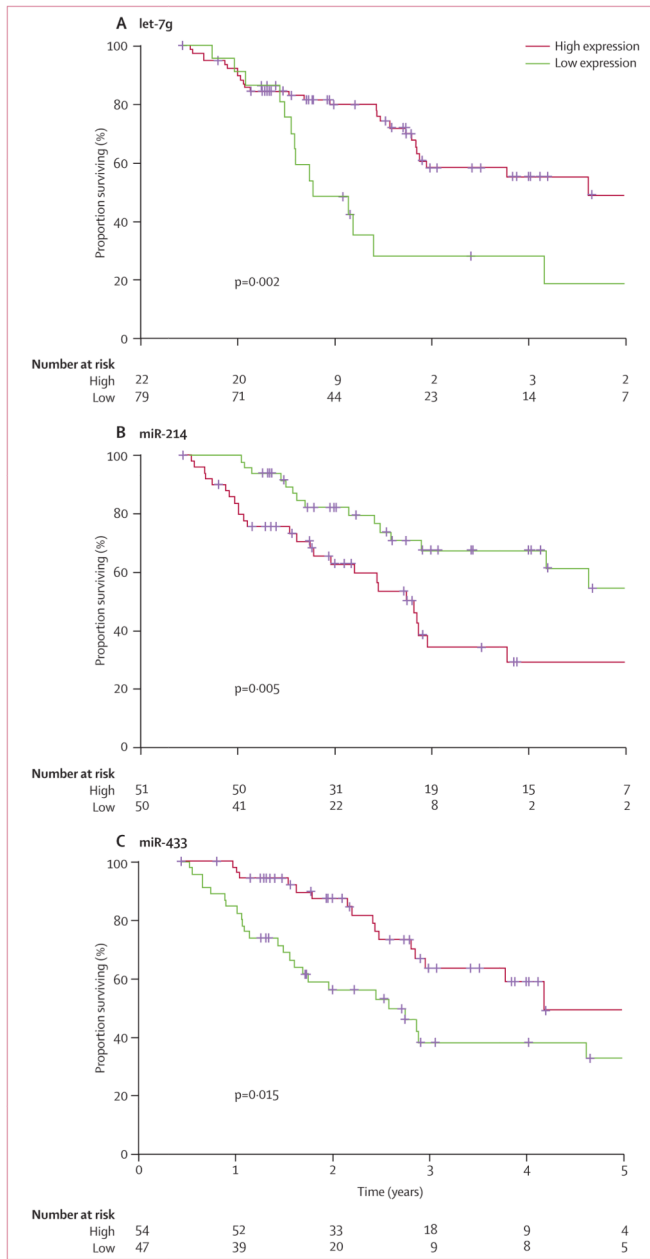 A let-7g
100
80
60
40
20
0
Proportion surviving (%)
High expression
Low expression
p=0·002
Number at risk
High 22 20 9 2 3 2
Low 79 71 44 23 14 7
B miR-214
100
80
60
40
20
0
Proportion surviving (%)
p=0·005
Number at risk
High 51 50 31 19 15 7
Low 50 41 22 8 2 2
C miR-433
100
80
60
40
20
0
Proportion surviving (%)
p=0·015
0 1 2 3 4 5
Time (years)
Number at risk
High 54 52 33 18 9 4
Low 47 39 20 9 8 5